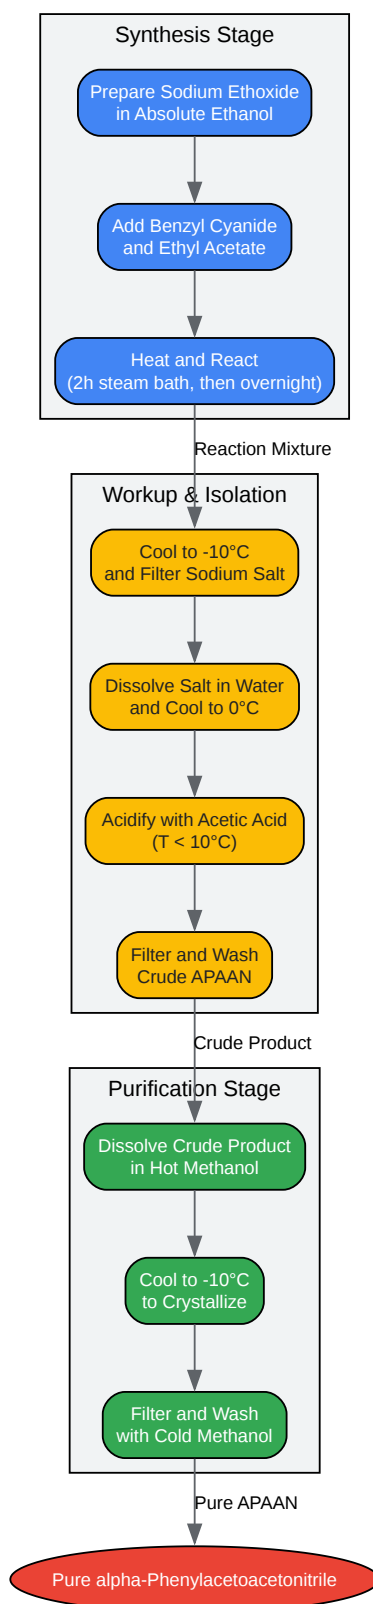 Synthesis Stage
Prepare Sodium Ethoxide
in Absolute Ethanol
Add Benzyl Cyanide
and Ethyl Acetate
Heat and React
(2h steam bath, then overnight)
Reaction Mixture
Workup & Isolation
Cool to -10°C
and Filter Sodium Salt
Dissolve Salt in Water
and Cool to 0°C
Acidify with Acetic Acid
(T < 10°C)
Filter and Wash
Crude APAAN
Crude Product
Purification Stage
Dissolve Crude Product
in Hot Methanol
Cool to -10°C
to Crystallize
Filter and Wash
with Cold Methanol
Pure APAAN
Pure alpha-Phenylacetoacetonitrile